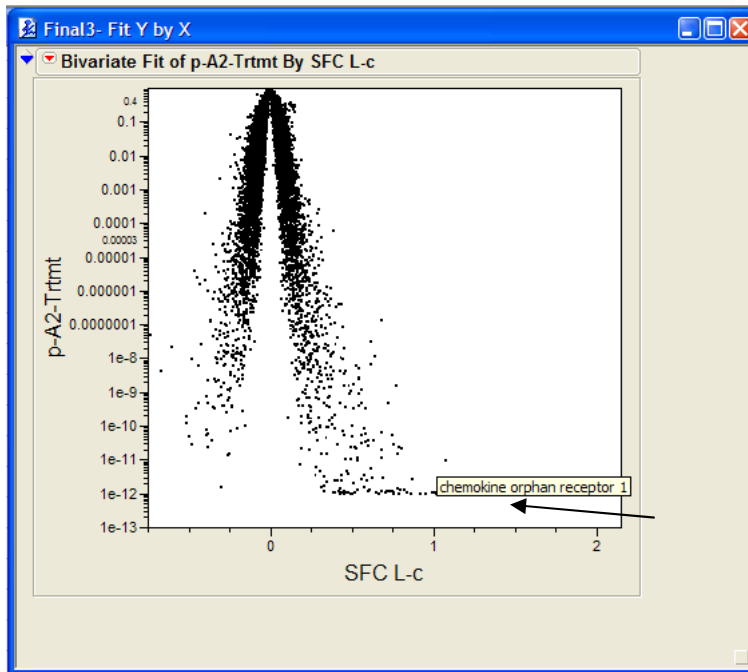 Final3- Fit Y by X
Bivariate Fit of p-A2-Trtmt By SFC L-c
p-A2-Trtmt
0.4
0.1
0.01
0.001
0.0001
0.00003
0.00001
0.000001
0.0000001
1e-8
1e-9
1e-10
1e-11
1e-12
1e-13
chemokine orphan receptor 1
0
1
2
SFC L-c